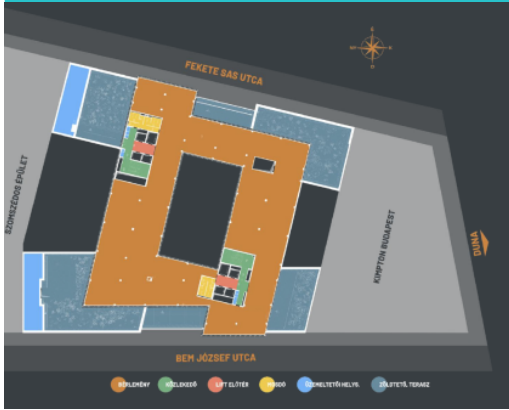 FEKETE SAS UTCA
SZOMSZÉDOS ÉPÜLET
KIMPTON BUDAPEST
DUNA
BEM JÓZSEF UTCA
BÉRLEMÉNY
KÖZLEKEDŐ
LIFT ELŐTÉR
MOSDÓ
ÜZEMELTETŐI HELYS.
ZÖLDTETŐ, TERASZ